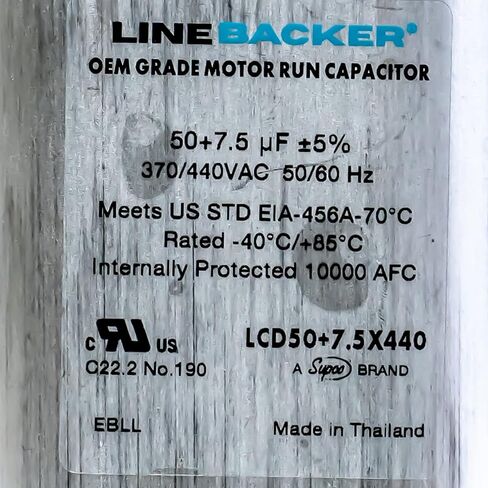 LINEBACKER®
OEM GRADE MOTOR RUN CAPACITOR
50+7.5 µF ±5%
370/440VAC 50/60 Hz
Meets US STD EIA-456A-70°C
Rated -40°C/+85°C
Internally Protected 10000 AFC
c RU us LCD50+7.5X440
C22.2 No.190 A Supco BRAND
EBLL Made in Thailand